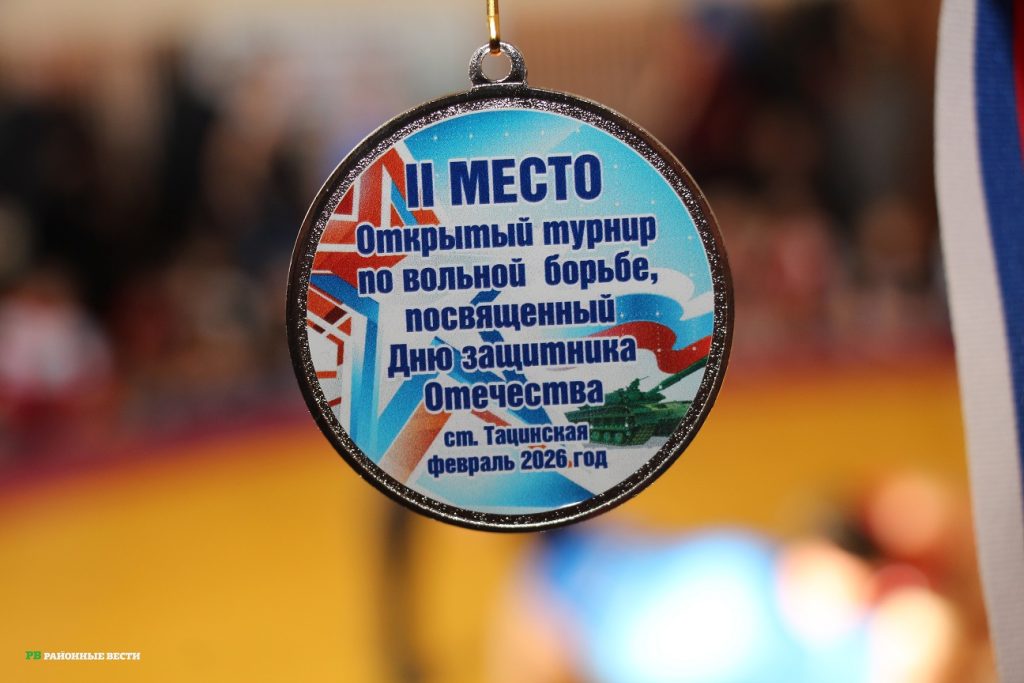 II МЕСТО
Открытый турнир
по вольной борьбе,
посвященный
Дню защитника
Отечества
ст. Тацинская
февраль 2026 год
РВ РАЙОННЫЕ ВЕСТИ